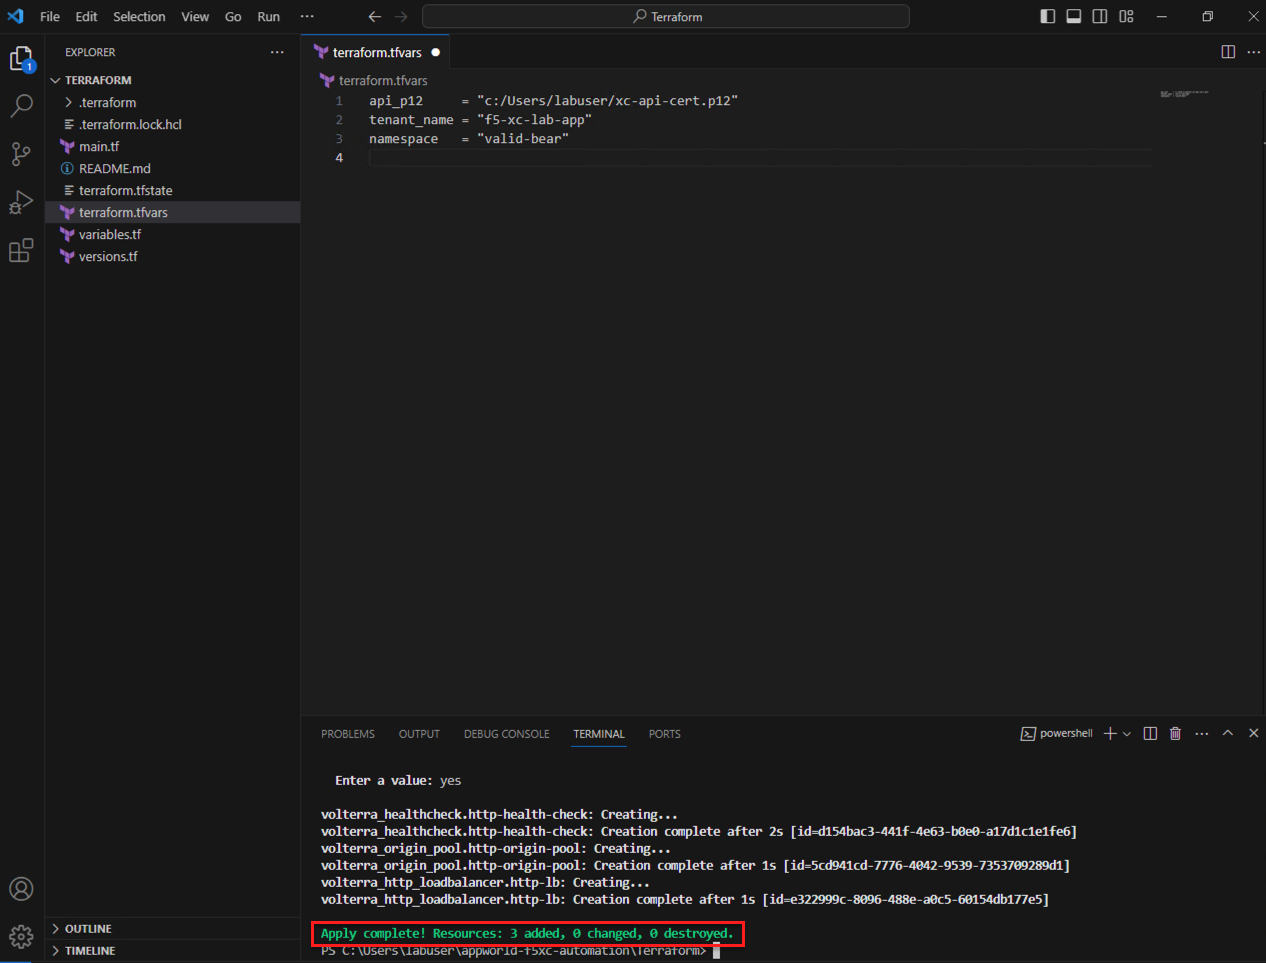 File Edit Selection View Go Run ···
Terraform
EXPLORER ···
TERRAFORM
.terraform
.terraform.lock.hcl
main.tf
README.md
terraform.tfstate
terraform.tfvars
variables.tf
versions.tf
OUTLINE
TIMELINE
1
terraform.tfvars
terraform.tfvars
1 api_p12 = "c:/Users/labuser/xc-api-cert.p12"
2 tenant_name = "f5-xc-lab-app"
3 namespace = "valid-bear"
4
PROBLEMS OUTPUT DEBUG CONSOLE TERMINAL PORTS
powershell
Enter a value: yes
volterra_healthcheck.http-health-check: Creating...
volterra_healthcheck.http-health-check: Creation complete after 2s [id=d154bac3-441f-4e63-b0e0-a17d1c1e1fe6]
volterra_origin_pool.http-origin-pool: Creating...
volterra_origin_pool.http-origin-pool: Creation complete after 1s [id=5cd941cd-7776-4042-9539-7353709289d1]
volterra_http_loadbalancer.http-lb: Creating...
volterra_http_loadbalancer.http-lb: Creation complete after 1s [id=e322999c-8096-488e-a0c5-60154db177e5]
Apply complete! Resources: 3 added, 0 changed, 0 destroyed.
PS C:\Users\labuser\appworld-f5xc-automation\Terraform>